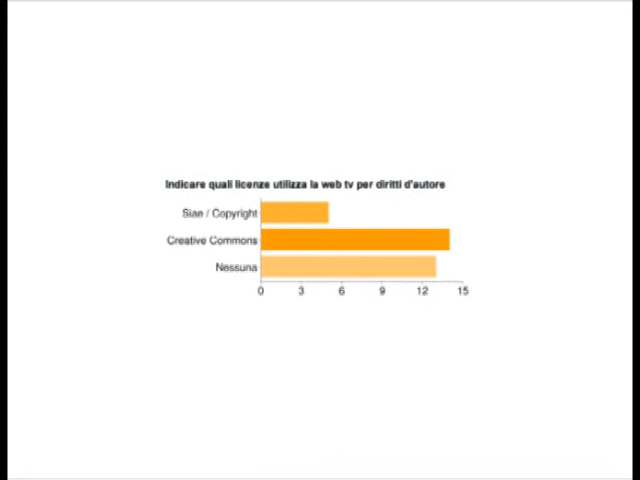 Indicare quali licenze utilizza la web tv per diritti d'autore
Siae / Copyright
Creative Commons
Nessuna
0 3 6 9 12 15